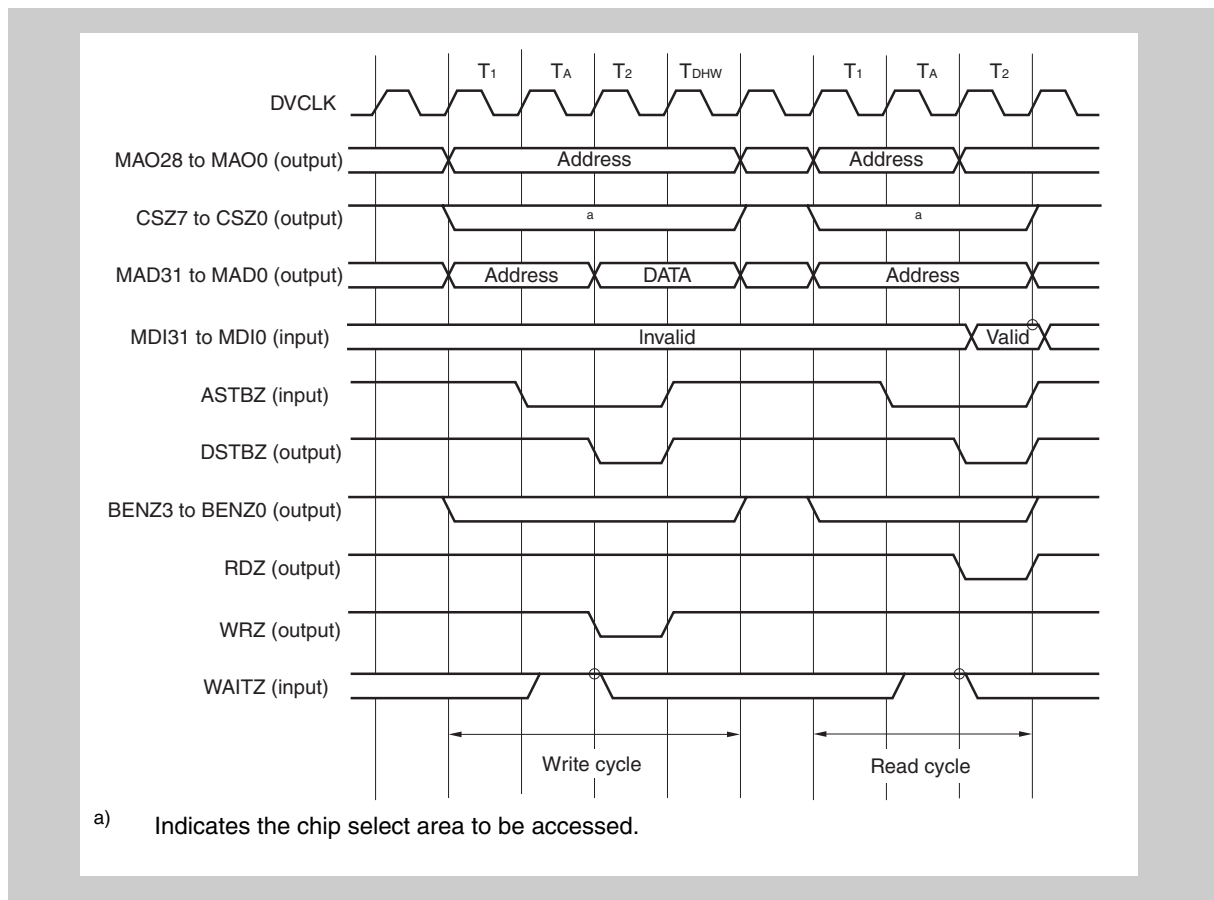 T1 TA T2 TDHW T1 TA T2
DVCLK
MAO28 to MAO0 (output) Address Address
CSZ7 to CSZ0 (output) a a
MAD31 to MAD0 (output) Address DATA Address
MDI31 to MDI0 (input) Invalid Valid
ASTBZ (input)
DSTBZ (output)
BENZ3 to BENZ0 (output)
RDZ (output)
WRZ (output)
WAITZ (input)
Write cycle Read cycle
a) Indicates the chip select area to be accessed.